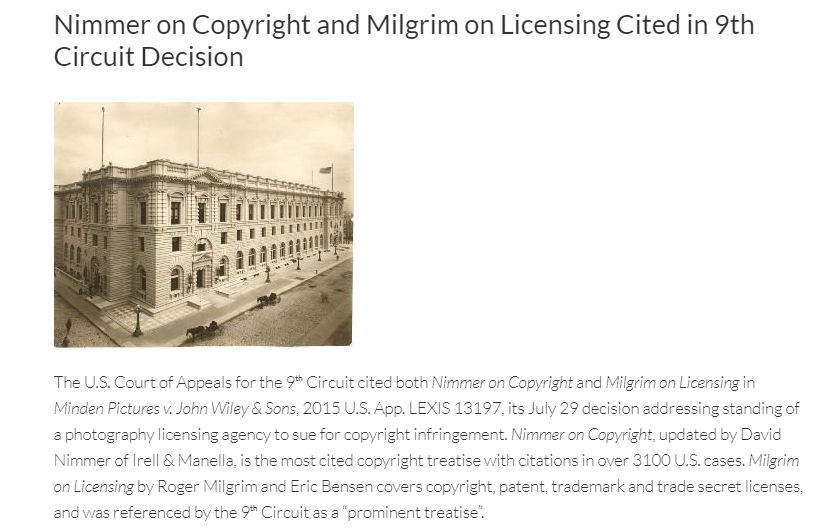 Nimmer on Copyright and Milgrim on Licensing Cited in 9th
Circuit Decision
The U.S. Court of Appeals for the 9th Circuit cited both Nimmer on Copyright and Milgrim on Licensing in
Minden Pictures v. John Wiley & Sons, 2015 U.S. App. LEXIS 13197, its July 29 decision addressing standing of
a photography licensing agency to sue for copyright infringement. Nimmer on Copyright, updated by David
Nimmer of Irell & Manella, is the most cited copyright treatise with citations in over 3100 U.S. cases. Milgrim
on Licensing by Roger Milgrim and Eric Bensen covers copyright, patent, trademark and trade secret licenses,
and was referenced by the 9th Circuit as a “prominent treatise”.